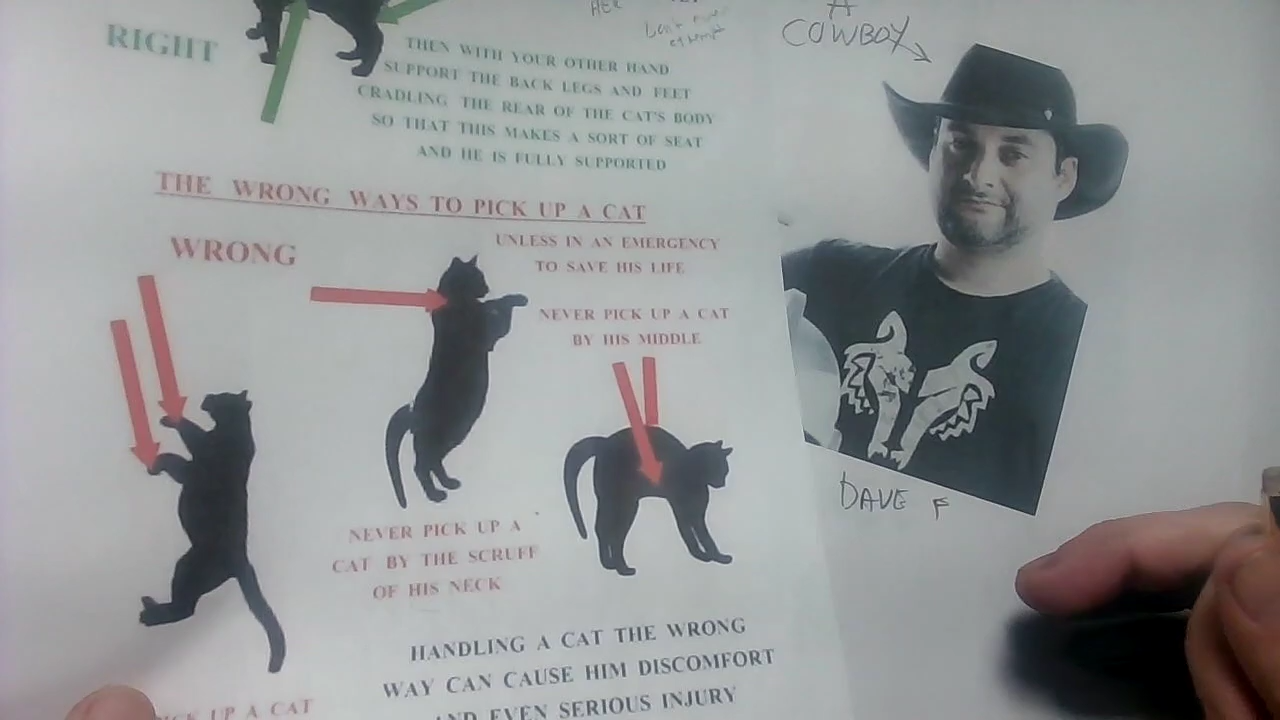 RIGHT
THEN WITH YOUR OTHER HAND
SUPPORT THE BACK LEGS AND FEET
CRADLING THE REAR OF THE CAT'S BODY
SO THAT THIS MAKES A SORT OF SEAT
AND HE IS FULLY SUPPORTED
THE WRONG WAYS TO PICK UP A CAT
WRONG
UNLESS IN AN EMERGENCY
TO SAVE HIS LIFE
NEVER PICK UP A CAT
BY HIS MIDDLE
NEVER PICK UP A
CAT BY THE SCRUFF
OF HIS NECK
HANDLING A CAT THE WRONG
WAY CAN CAUSE HIM DISCOMFORT
AND EVEN SERIOUS INJURY
UP A CAT
COWBOY
DAVE F